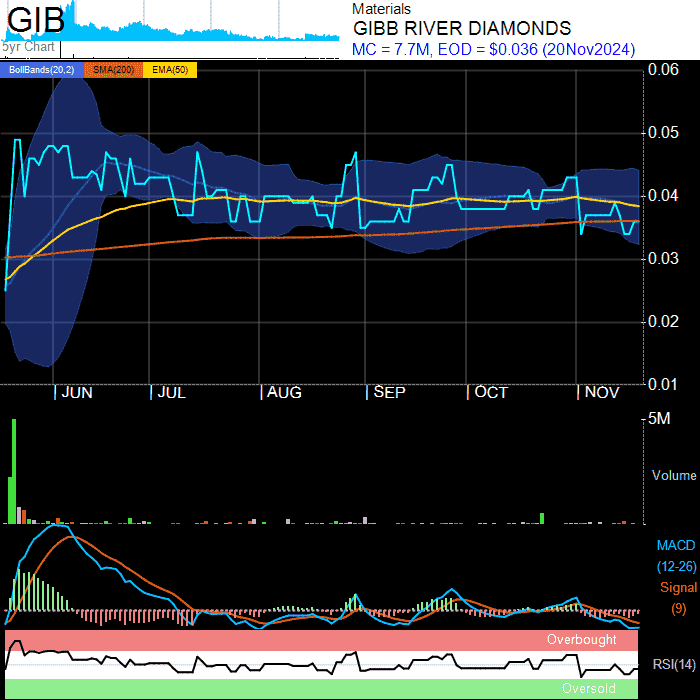 GIB
5yr Chart
Materials
GIBB RIVER DIAMONDS
MC = 7.7M, EOD = $0.036 (20Nov2024)
BollBands(20,2) SMA(200) EMA(50)
0.06
0.05
0.04
0.03
0.02
0.01
JUN JUL AUG SEP OCT NOV
5M
Volume
MACD
(12-26)
Signal
(9)
Overbought
RSI(14)
Oversold